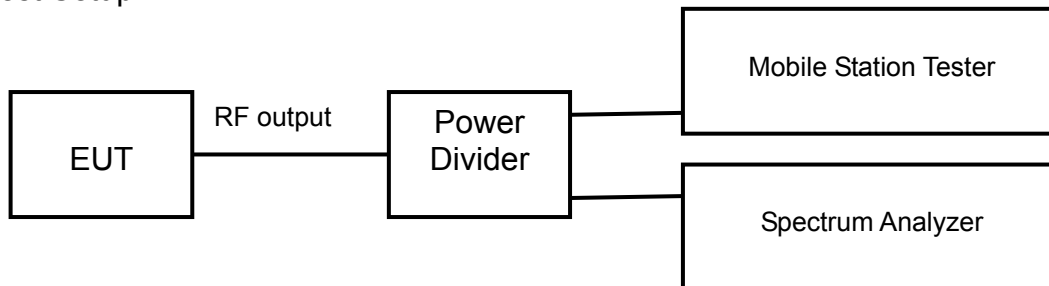 EUT
RF output
Power
Divider
Mobile Station Tester
Spectrum Analyzer